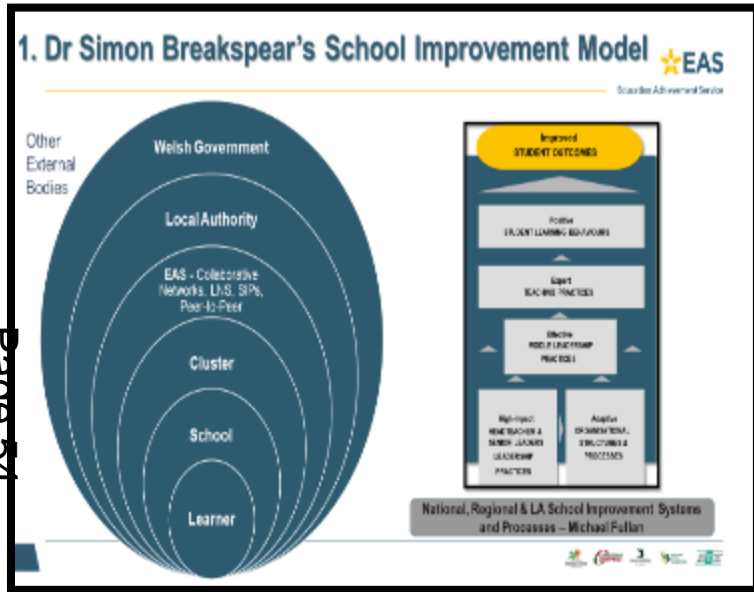 1. Dr Simon Breakspear's School Improvement Model
EAS
Education Achievement Service
Other
External
Bodies
Welsh Government
Local Authority
EAS - Collaborative
Networks, LNS, SIPs,
Peer-to-Peer
Cluster
School
Learner
Improved
STUDENT OUTCOMES
Positive
STUDENT LEARNING BEHAVIOURS
Expert
TEACHING PRACTICES
Effective
MIDDLE LEADERSHIP
PRACTICES
High-Impact
HEADTEACHER &
SENIOR LEADERS
LEADERSHIP
PRACTICES
Adaptive
ORGANISATIONAL
STRUCTURES &
PROCESSES
National, Regional & LA School Improvement Systems
and Processes – Michael Fullan